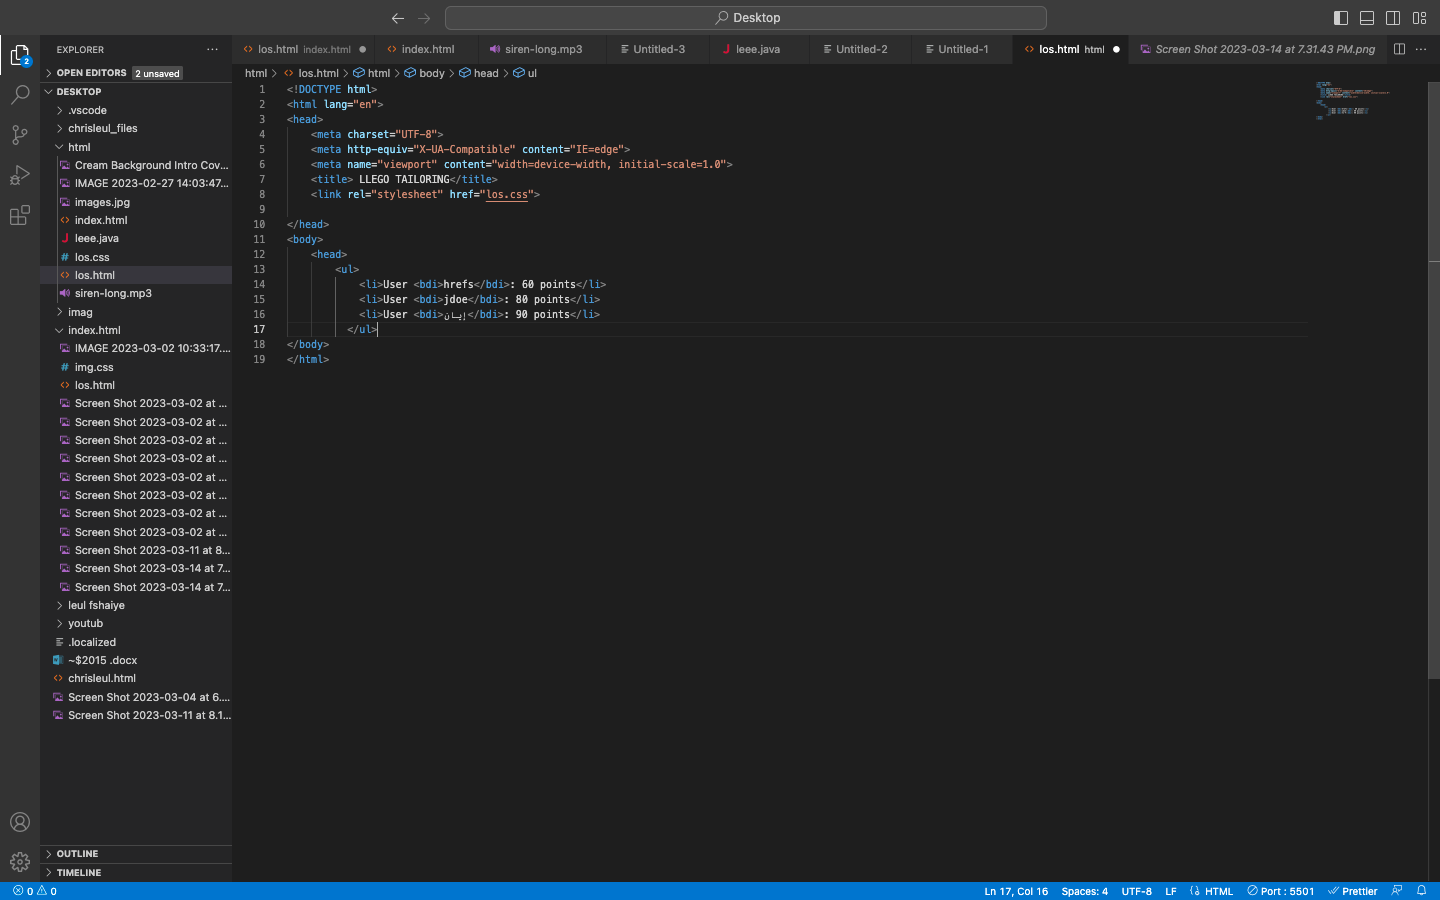 Desktop
EXPLORER
OPEN EDITORS 2 unsaved
DESKTOP
.vscode
chrisleul_files
html
Cream Background Intro Cov...
IMAGE 2023-02-27 14:03:47...
images.jpg
index.html
leee.java
los.css
los.html
siren-long.mp3
imag
index.html
IMAGE 2023-03-02 10:33:17....
img.css
los.html
Screen Shot 2023-03-02 at ...
Screen Shot 2023-03-02 at ...
Screen Shot 2023-03-02 at ...
Screen Shot 2023-03-02 at ...
Screen Shot 2023-03-02 at ...
Screen Shot 2023-03-02 at ...
Screen Shot 2023-03-02 at ...
Screen Shot 2023-03-02 at ...
Screen Shot 2023-03-11 at 8...
Screen Shot 2023-03-14 at 7...
Screen Shot 2023-03-14 at 7...
leul fshaiye
youtub
.localized
~$2015 .docx
chrisleul.html
Screen Shot 2023-03-04 at 6....
Screen Shot 2023-03-11 at 8.1...
OUTLINE
TIMELINE
los.html index.html index.html siren-long.mp3 Untitled-3 leee.java Untitled-2 Untitled-1 los.html html Screen Shot 2023-03-14 at 7.31.43 PM.png
html > los.html > html > body > head > ul
1 <!DOCTYPE html>
2 <html lang="en">
3 <head>
4 <meta charset="UTF-8">
5 <meta http-equiv="X-UA-Compatible" content="IE=edge">
6 <meta name="viewport" content="width=device-width, initial-scale=1.0">
7 <title> LLEGO TAILORING</title>
8 <link rel="stylesheet" href="los.css">
9
10 </head>
11 <body>
12 <head>
13 <ul>
14 <li>User <bdi>hrefs</bdi>: 60 points</li>
15 <li>User <bdi>jdoe</bdi>: 80 points</li>
16 <li>User <bdi>إيان</bdi>: 90 points</li>
17 </ul>
18 </body>
19 </html>
2
0 0 Ln 17, Col 16 Spaces: 4 UTF-8 LF HTML Port : 5501 Prettier